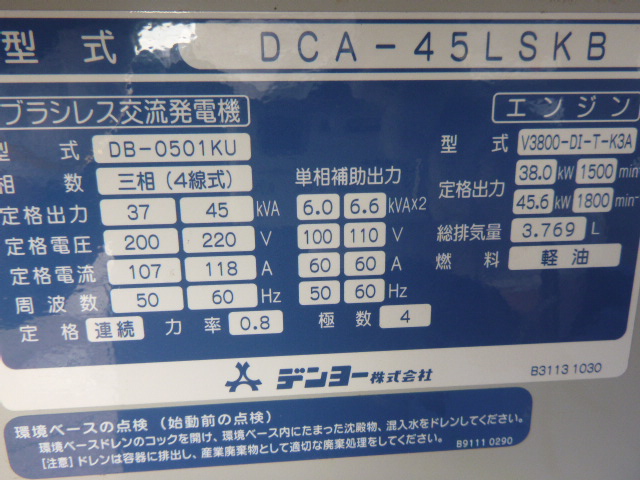 型式 DCA-45LSKB
ブラシレス交流発電機
型式 DB-0501KU
相数 三相(4線式)
定格出力 37 45 kVA
定格電圧 200 220 V
定格電流 107 118 A
周波数 50 60 Hz
定格 連続 力率 0.8 極数 4
単相補助出力
6.0 6.6 kVA×2
100 110 V
60 60 A
50 60 Hz
エンジン
型式 V3800-DI-T-K3A
定格出力 38.0 kW 1500 min⁻
45.6 kW 1800 min⁻
総排気量 3.769 L
燃料 軽油
デンヨー株式会社
B31131030
環境ベースの点検(始動前の点検)
環境ベースドレンのコックを開け、環境ベース内にたまった沈殿物、混入水をドレンしてください。
[注意]ドレンは容器に排出し、産業廃棄物として適切な廃棄処理をしてください。
B91110290